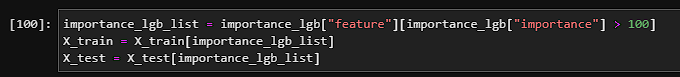 [100]: importance_lgb_list = importance_lgb["feature"][importance_lgb["importance"] > 100]
X_train = X_train[importance_lgb_list]
X_test = X_test[importance_lgb_list]